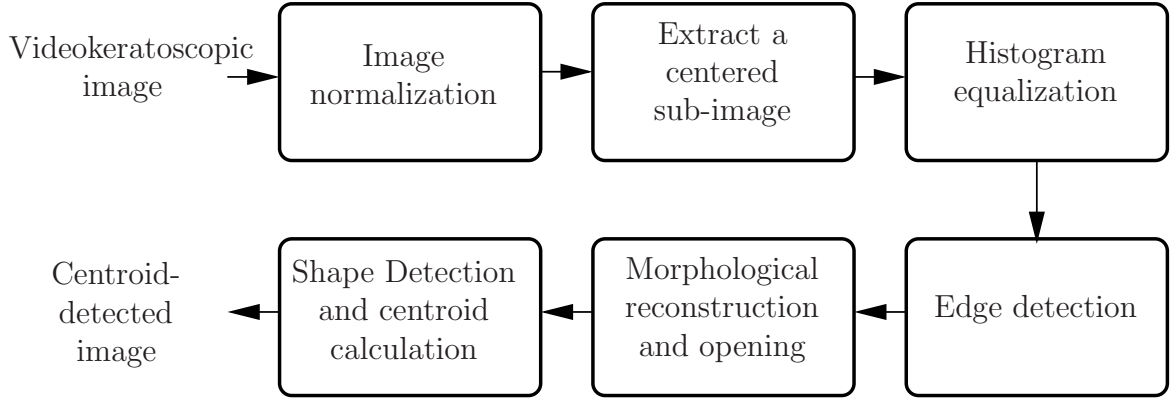 Videokeratoscopic
image
Image
normalization
Extract a
centered
sub-image
Histogram
equalization
Edge detection
Morphological
reconstruction
and opening
Shape Detection
and centroid
calculation
Centroid-
detected
image